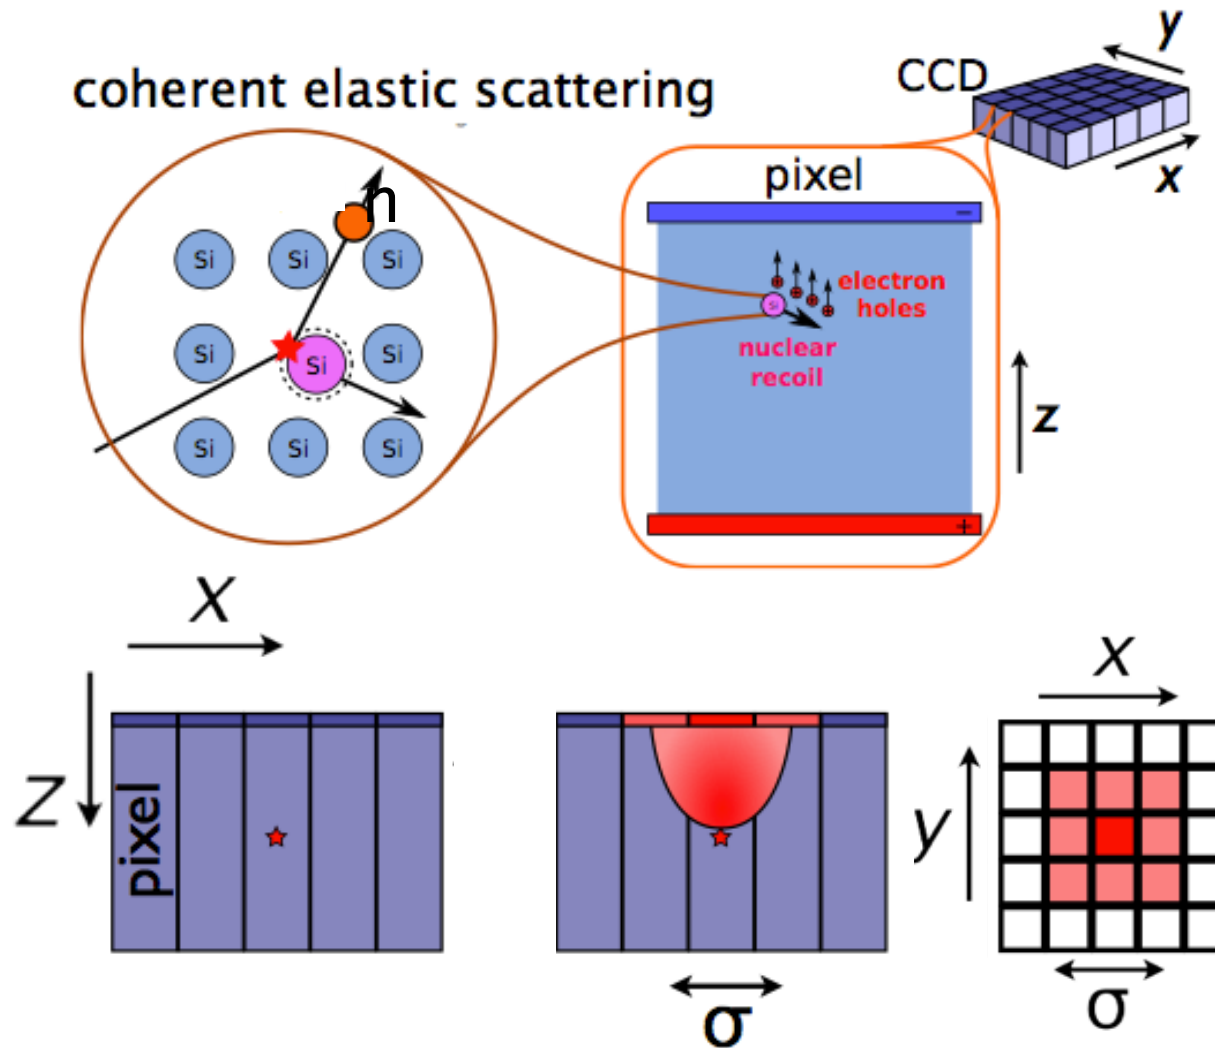 coherent elastic scattering
CCD
y
x
pixel
n
Si Si Si
Si Si Si
Si Si Si
−
Si
electron
holes
nuclear
recoil
z
+
x
z
pixel
σ
x
y
σ